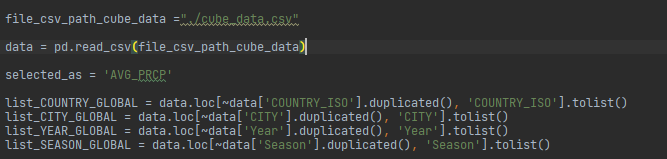 file_csv_path_cube_data ="./cube_data.csv"
data = pd.read_csv(file_csv_path_cube_data)
selected_as = 'AVG_PRCP'
list_COUNTRY_GLOBAL = data.loc[~data['COUNTRY_ISO'].duplicated(), 'COUNTRY_ISO'].tolist()
list_CITY_GLOBAL = data.loc[~data['CITY'].duplicated(), 'CITY'].tolist()
list_YEAR_GLOBAL = data.loc[~data['Year'].duplicated(), 'Year'].tolist()
list_SEASON_GLOBAL = data.loc[~data['Season'].duplicated(), 'Season'].tolist()